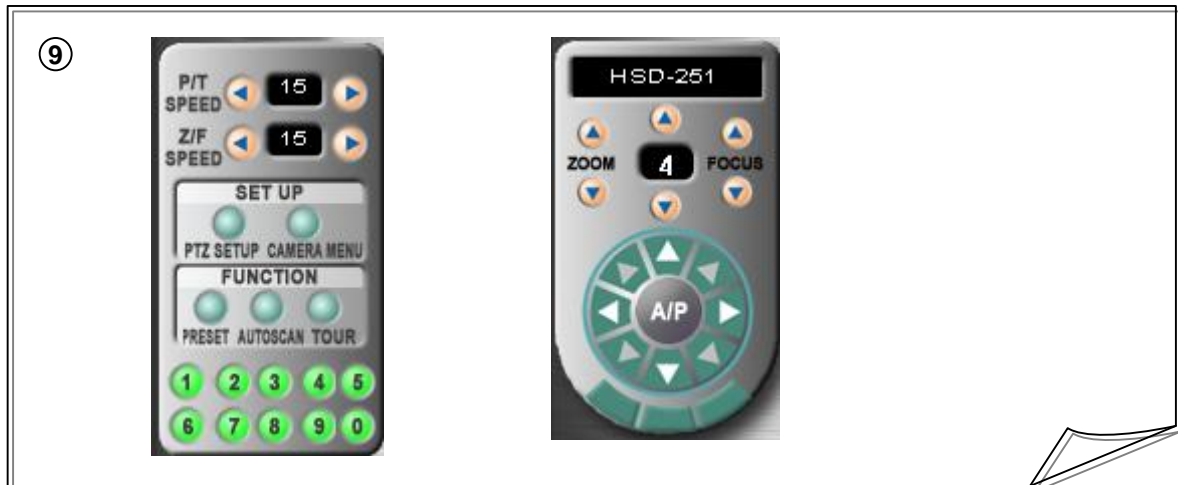 9
P/T
SPEED
15
Z/F
SPEED
15
SET UP
PTZ SETUP CAMERA MENU
FUNCTION
PRESET AUTOSCAN TOUR
1 2 3 4 5
6 7 8 9 0
HSD-251
ZOOM 4 FOCUS
A/P